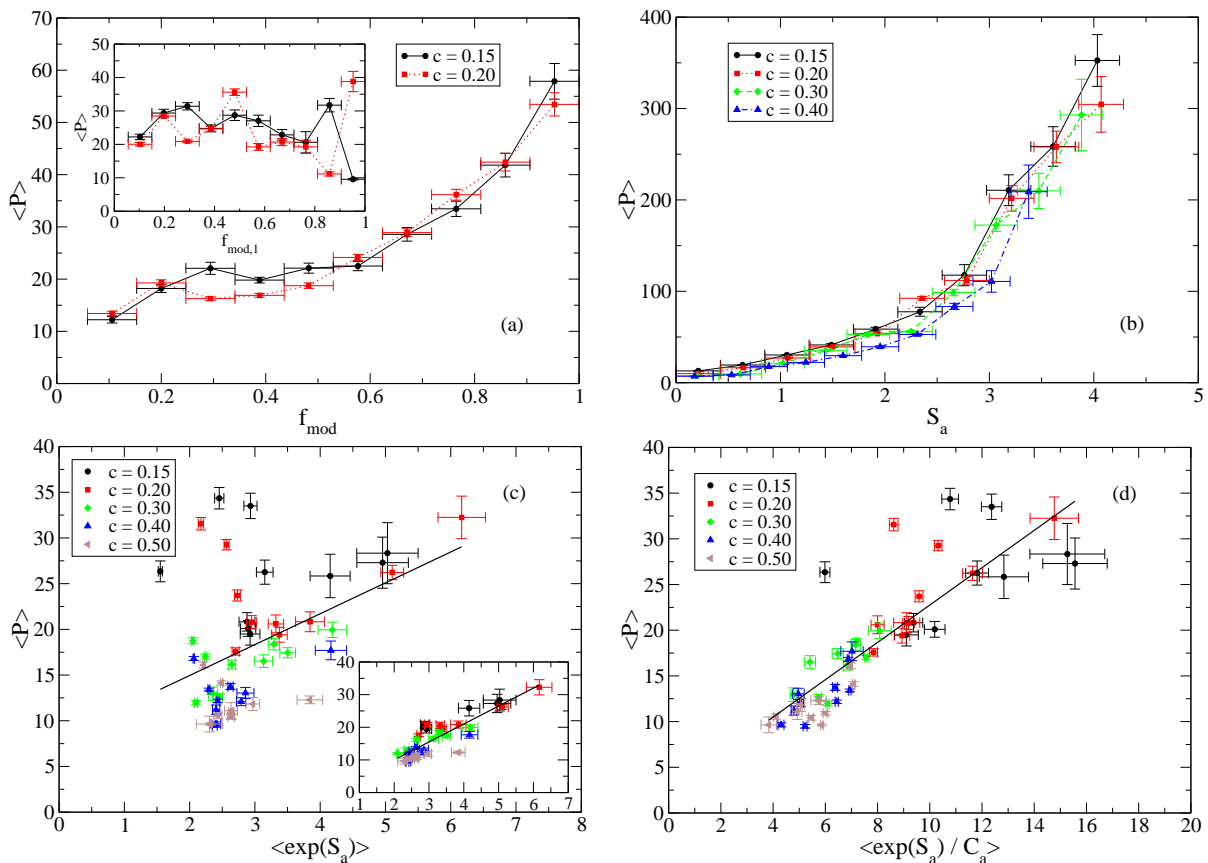 70
60
50
40
30
20
10
0
<P>
0
0.2
0.4
0.6
0.8
1
f_mod
50
40
30
20
10
0
<P>
0
0.2
0.4
0.6
0.8
1
f_mod,1
c = 0.15
c = 0.20
(a)
400
300
200
100
0
<P>
0
1
2
3
4
5
S_a
c = 0.15
c = 0.20
c = 0.30
c = 0.40
(b)
40
35
30
25
20
15
10
5
0
<P>
0
1
2
3
4
5
6
7
8
<exp(S_a)>
c = 0.15
c = 0.20
c = 0.30
c = 0.40
c = 0.50
(c)
40
30
20
10
0
1
2
3
4
5
6
7
40
35
30
25
20
15
10
5
0
<P>
0
2
4
6
8
10
12
14
16
18
20
<exp(S_a) / C_a>
c = 0.15
c = 0.20
c = 0.30
c = 0.40
c = 0.50
(d)